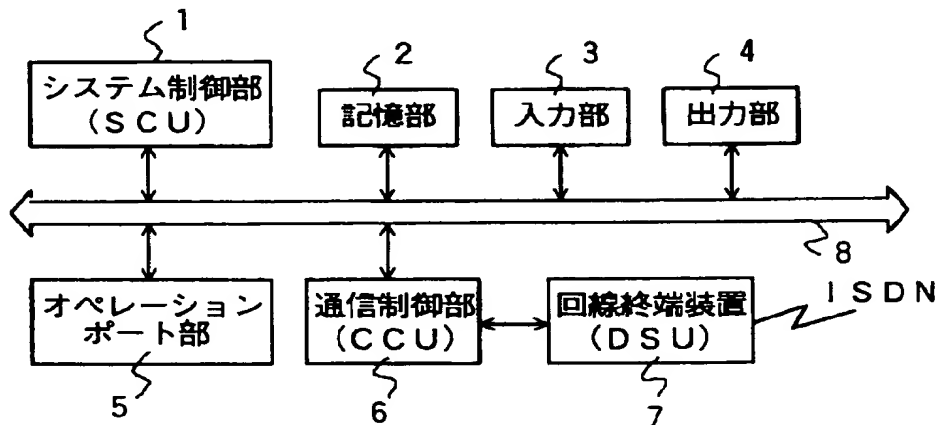 1
システム制御部
(SCU)
2
記憶部
3
入力部
4
出力部
8
オペレーション
ポート部
5
通信制御部
(CCU)
6
回線終端装置
(DSU)
7
ISDN